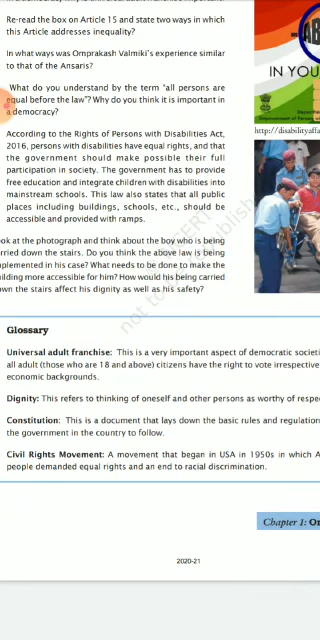 Re-read the box on Article 15 and state two ways in which
this Article addresses inequality?
In what ways was Omprakash Valmiki's experience similar
to that of the Ansaris?
What do you understand by the term "all persons are
equal before the law"? Why do you think it is important in
a democracy?
According to the Rights of Persons with Disabilities Act,
2016, persons with disabilities have equal rights, and that
the government should make possible their full
participation in society. The government has to provide
free education and integrate children with disabilities into
mainstream schools. This law also states that all public
places including buildings, schools, etc., should be
accessible and provided with ramps.
ok at the photograph and think about the boy who is being
rried down the stairs. Do you think the above law is being
plemented in his case? What needs to be done to make the
ilding more accessible for him? How would his being carried
wn the stairs affect his dignity as well as his safety?
IN YOU
http://disabilityaffa
not to
publish
Glossary
Universal adult franchise: This is a very important aspect of democratic societi
all adult (those who are 18 and above) citizens have the right to vote irrespective
economic backgrounds.
Dignity: This refers to thinking of oneself and other persons as worthy of respe
Constitution: This is a document that lays down the basic rules and regulation
the government in the country to follow.
Civil Rights Movement: A movement that began in USA in 1950s in which A
people demanded equal rights and an end to racial discrimination.
Chapter 1: On
2020-21